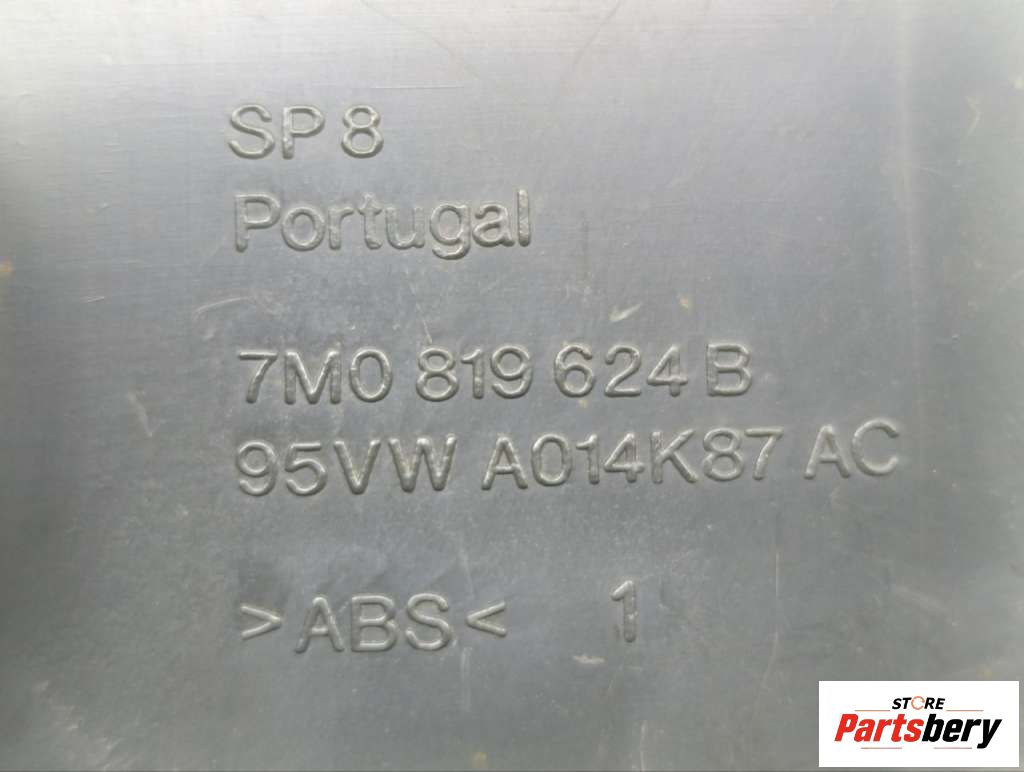 SP 8
Portugal
7M0 819 624 B
95VW A014K87 AC
>ABS< 1
STORE
Partsbery